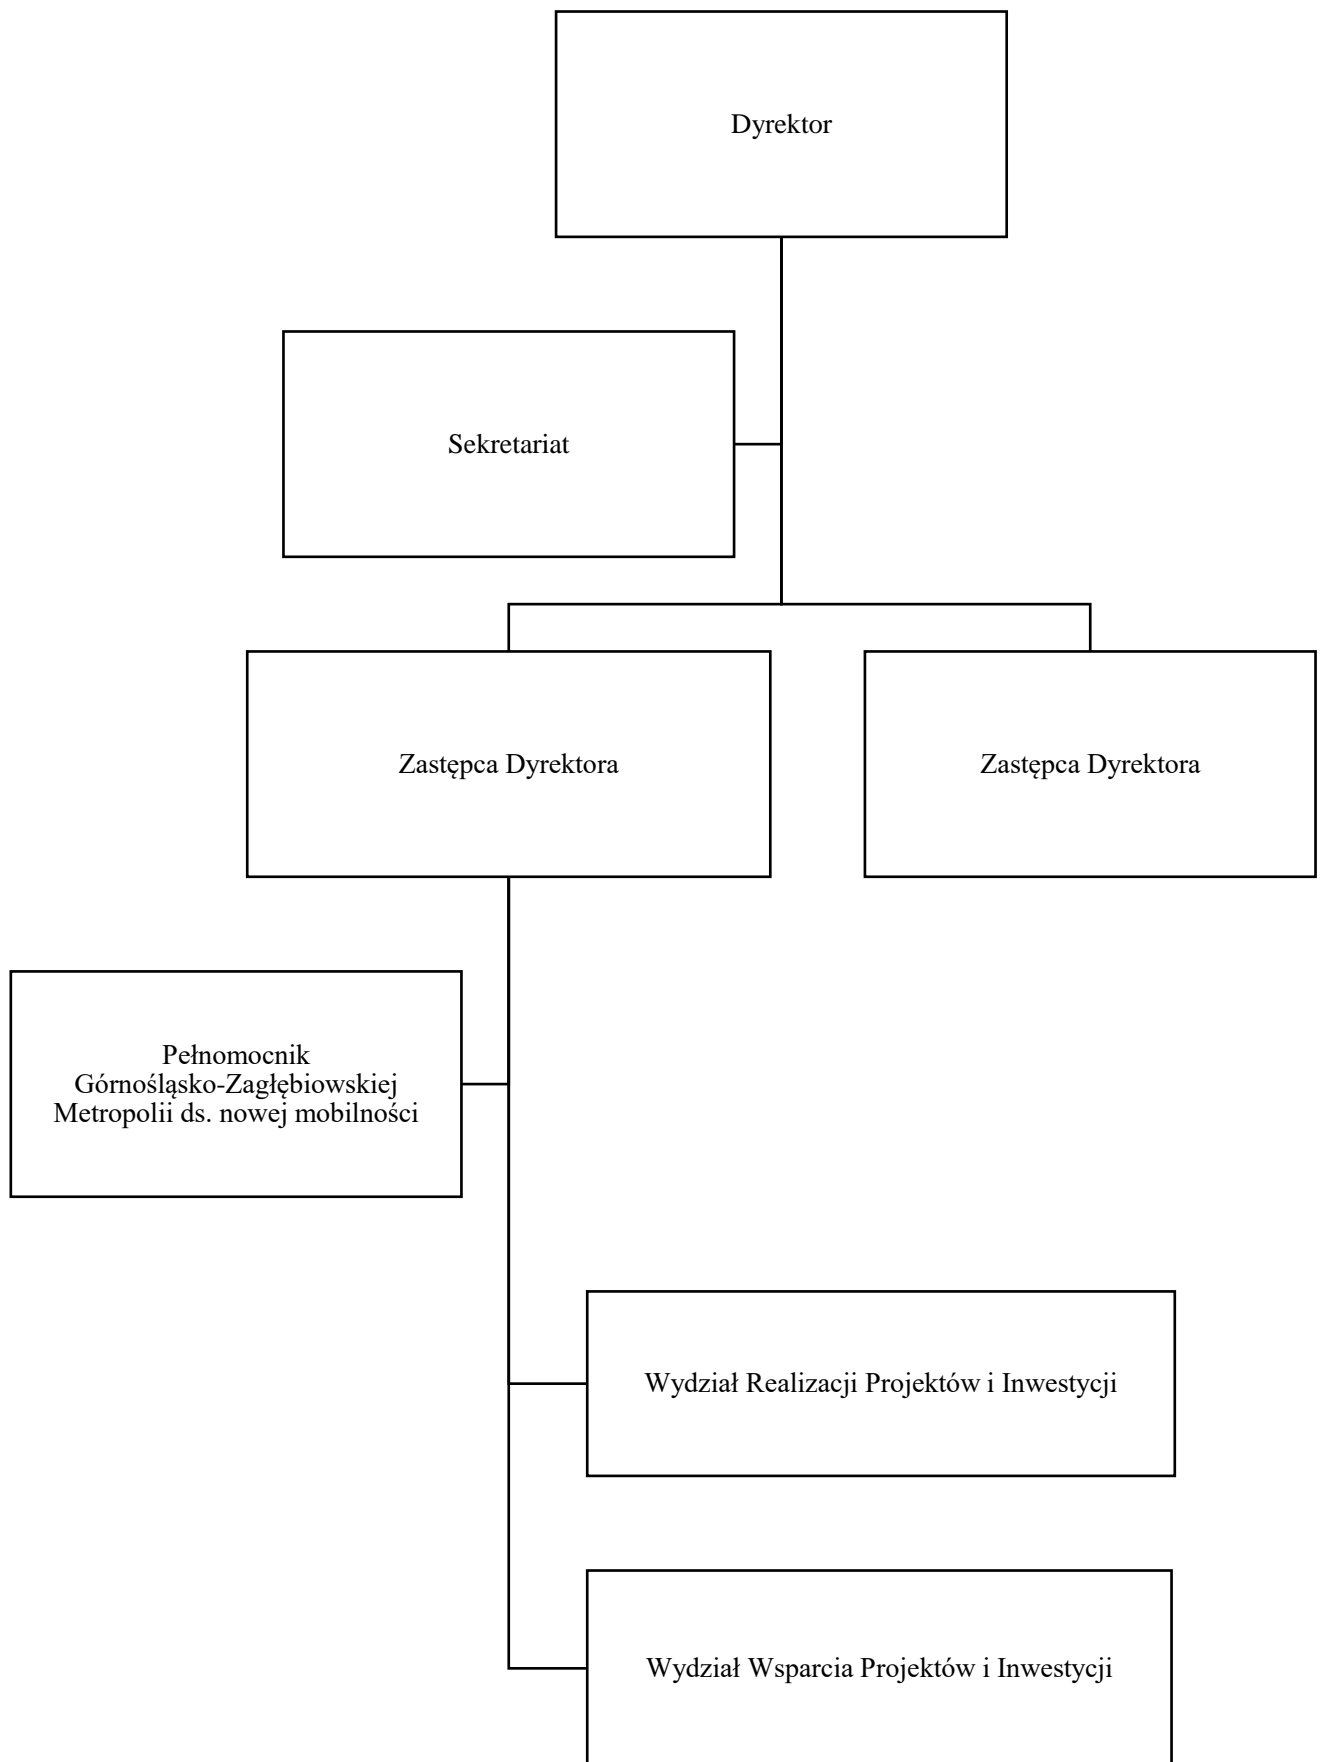 Dyrektor
Sekretariat
Zastępca Dyrektora
Zastępca Dyrektora
Pełnomocnik
Górnośląsko-Zagłębiowskiej
Metropolii ds. nowej mobilności
Wydział Realizacji Projektów i Inwestycji
Wydział Wsparcia Projektów i Inwestycji